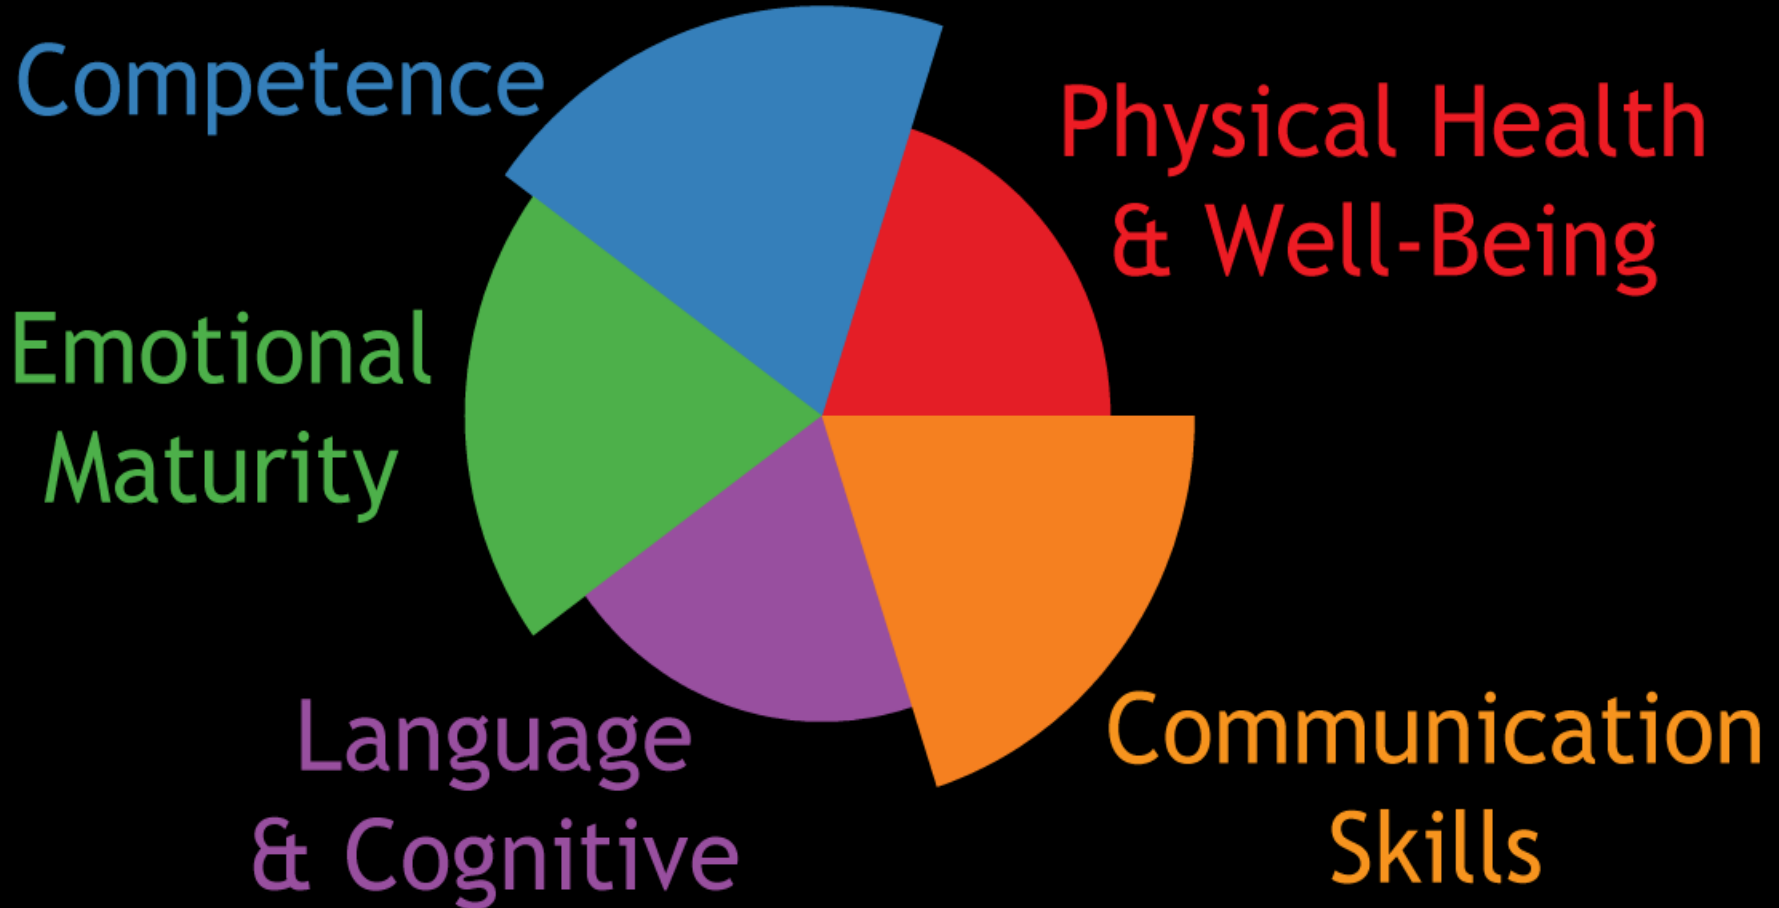 Competence
Physical Health
& Well-Being
Emotional
Maturity
Language
& Cognitive
Communication
Skills